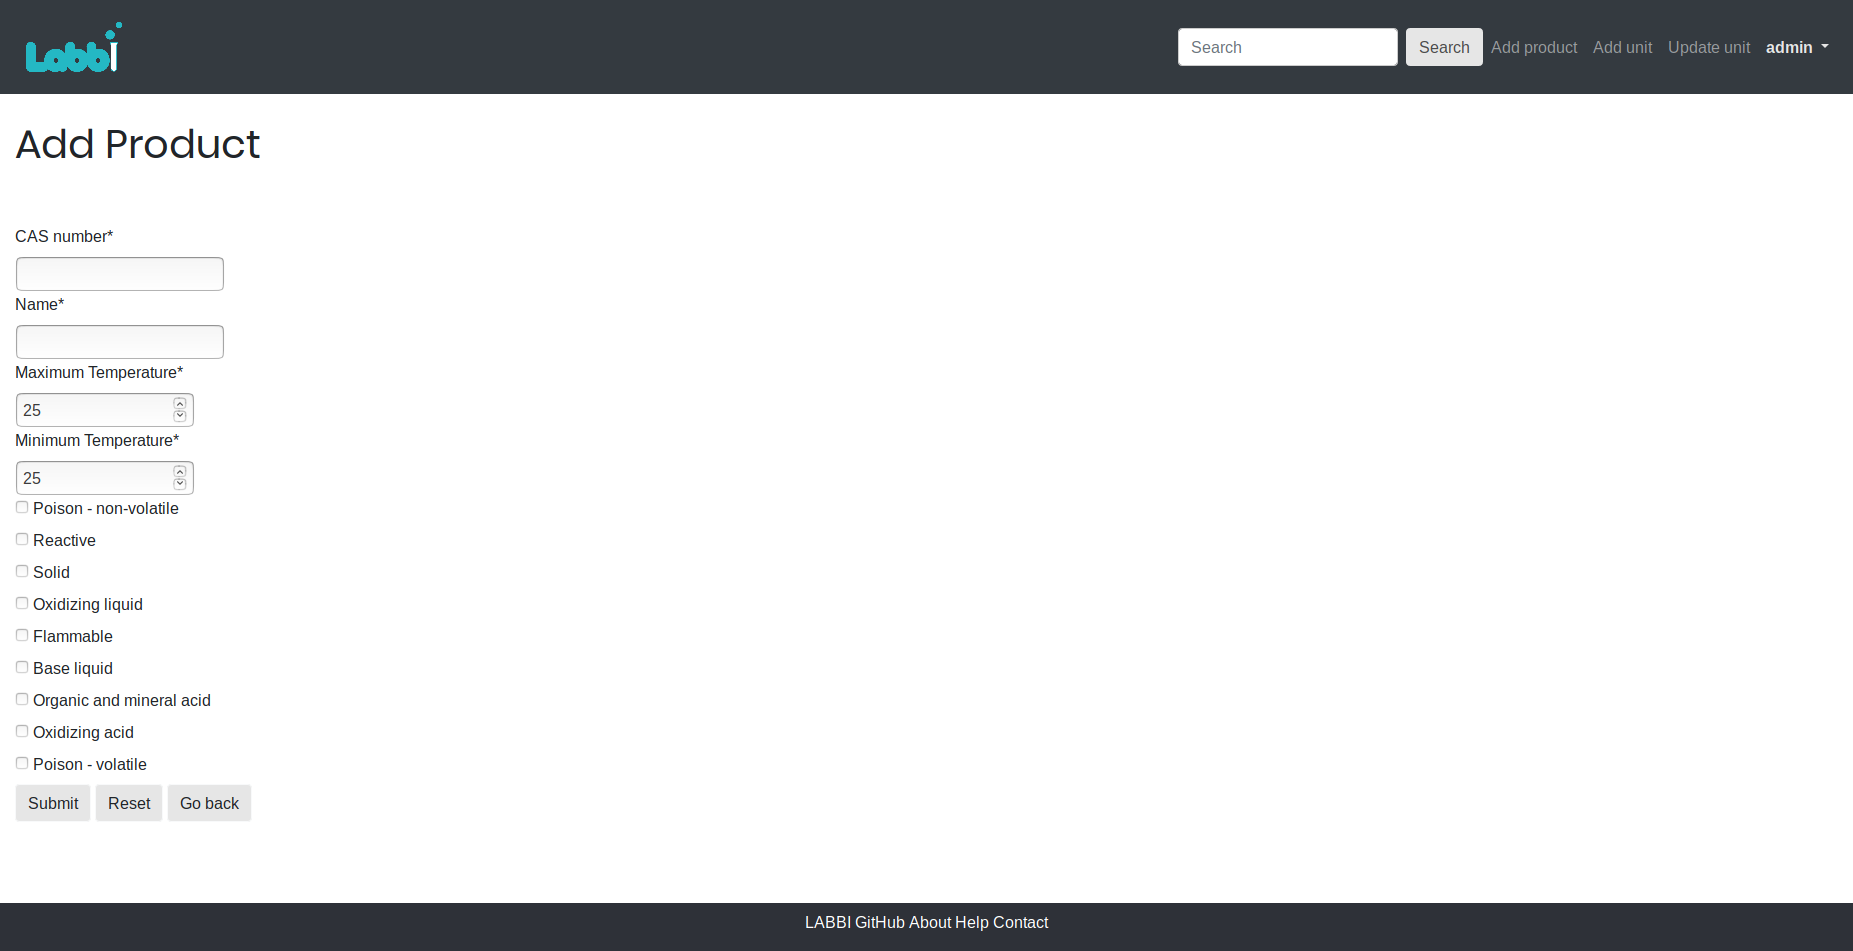 Labbi
Search Search Add product Add unit Update unit admin
Add Product
CAS number*
Name*
Maximum Temperature*
25
Minimum Temperature*
25
Poison - non-volatile
Reactive
Solid
Oxidizing liquid
Flammable
Base liquid
Organic and mineral acid
Oxidizing acid
Poison - volatile
Submit Reset Go back
LABBI GitHub About Help Contact